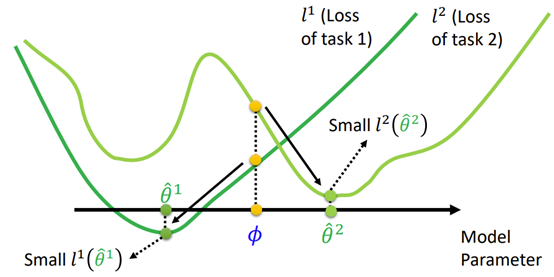 l¹ (Loss of task 1)
l² (Loss of task 2)
Small l²(θ̂²)
θ̂¹
ϕ
θ̂²
Small l¹(θ̂¹)
Model
Parameter